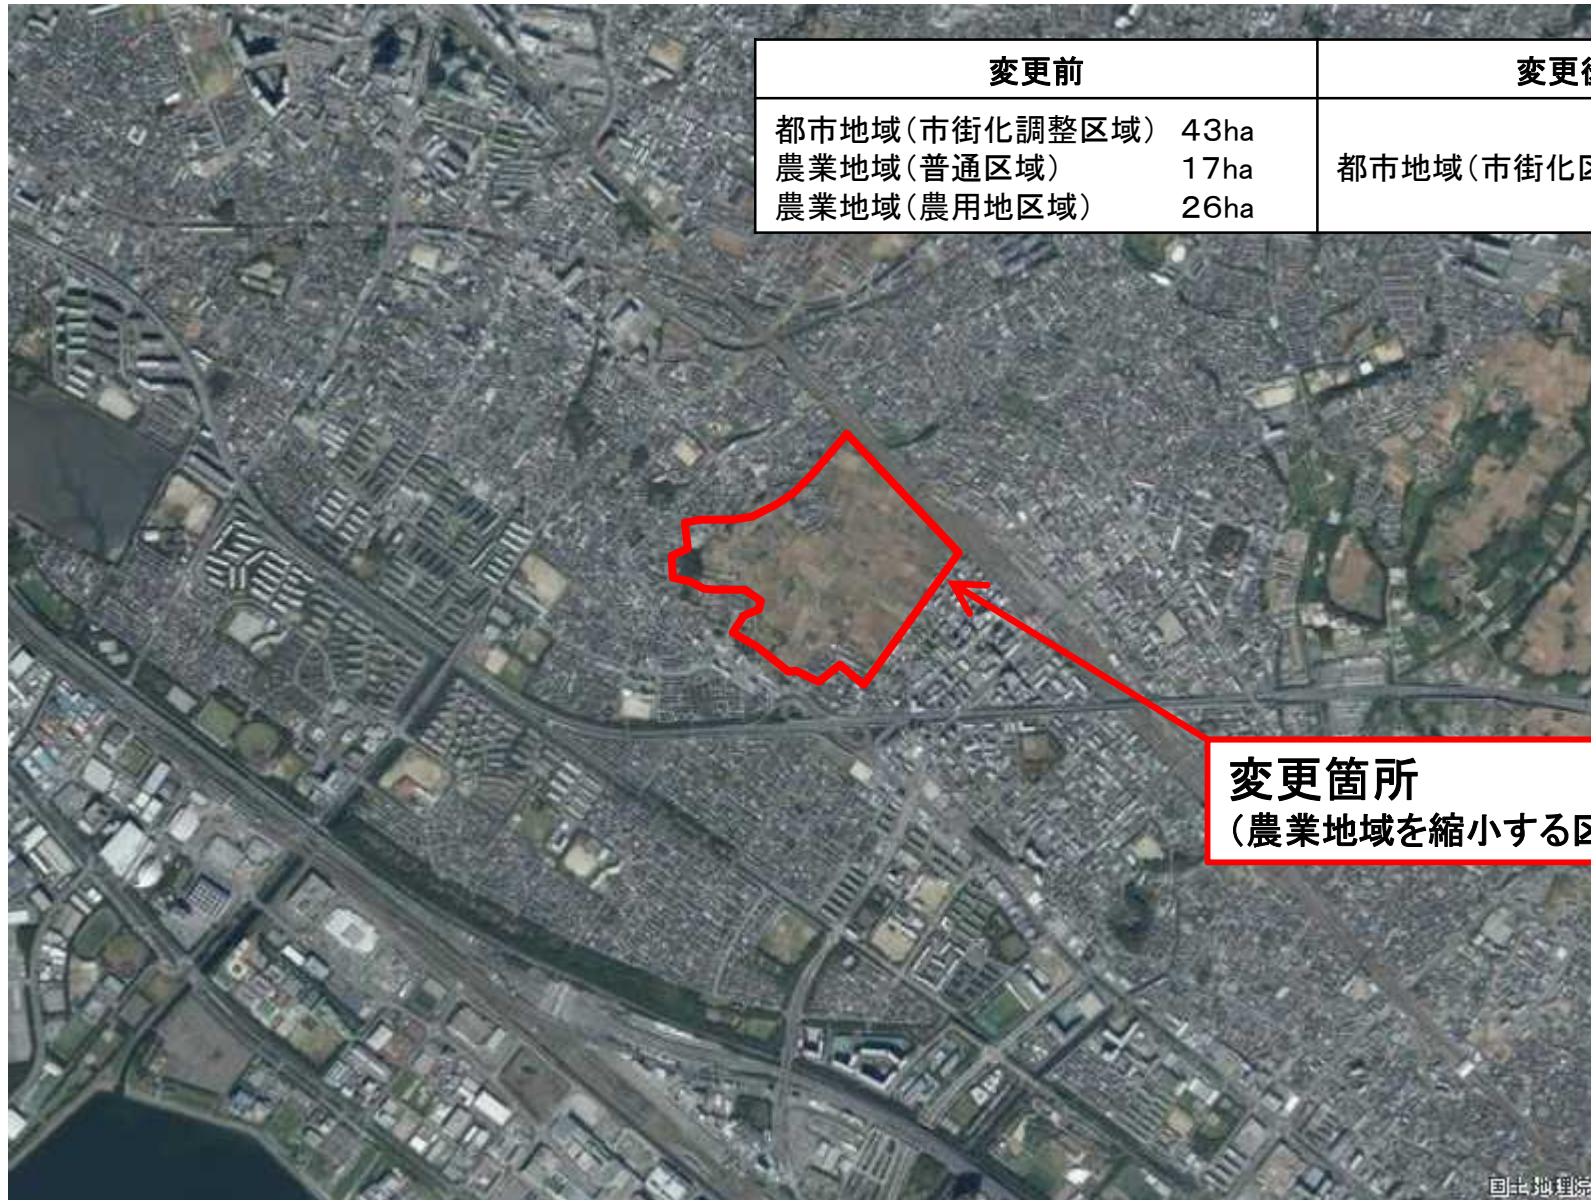 変更前
変更
都市地域（市街化調整区域） 43ha
農業地域（普通区域） 17ha
農業地域（農用地区域） 26ha
都市地域（市街化
変更箇所
（農業地域を縮小する
国土地理院